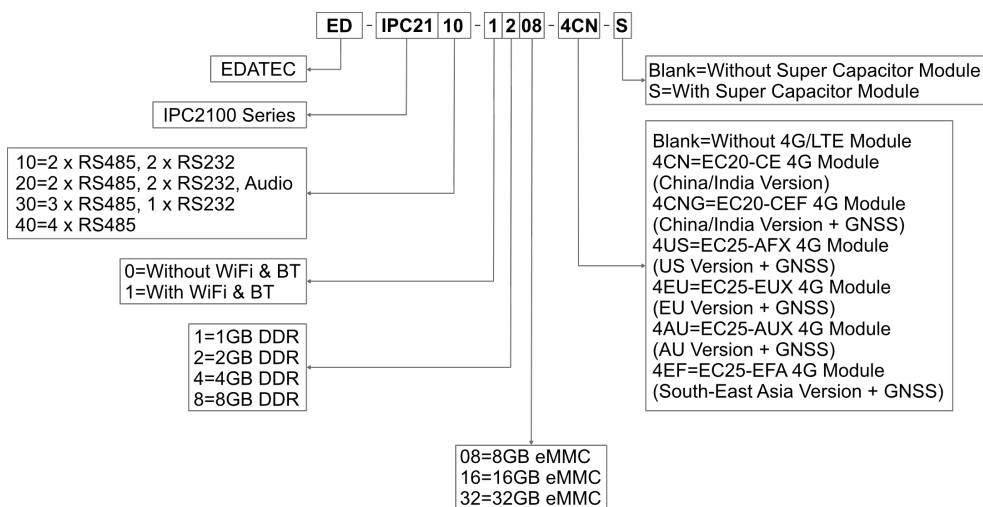 ED - IPC21 10 - 1 2 08 - 4CN - S
EDATEC
IPC2100 Series
10=2 x RS485, 2 x RS232
20=2 x RS485, 2 x RS232, Audio
30=3 x RS485, 1 x RS232
40=4 x RS485
0=Without WiFi & BT
1=With WiFi & BT
1=1GB DDR
2=2GB DDR
4=4GB DDR
8=8GB DDR
08=8GB eMMC
16=16GB eMMC
32=32GB eMMC
Blank=Without Super Capacitor Module
S=With Super Capacitor Module
Blank=Without 4G/LTE Module
4CN=EC20-CE 4G Module
(China/India Version)
4CNG=EC20-CEF 4G Module
(China/India Version + GNSS)
4US=EC25-AFX 4G Module
(US Version + GNSS)
4EU=EC25-EUX 4G Module
(EU Version + GNSS)
4AU=EC25-AUX 4G Module
(AU Version + GNSS)
4EF=EC25-EFA 4G Module
(South-East Asia Version + GNSS)